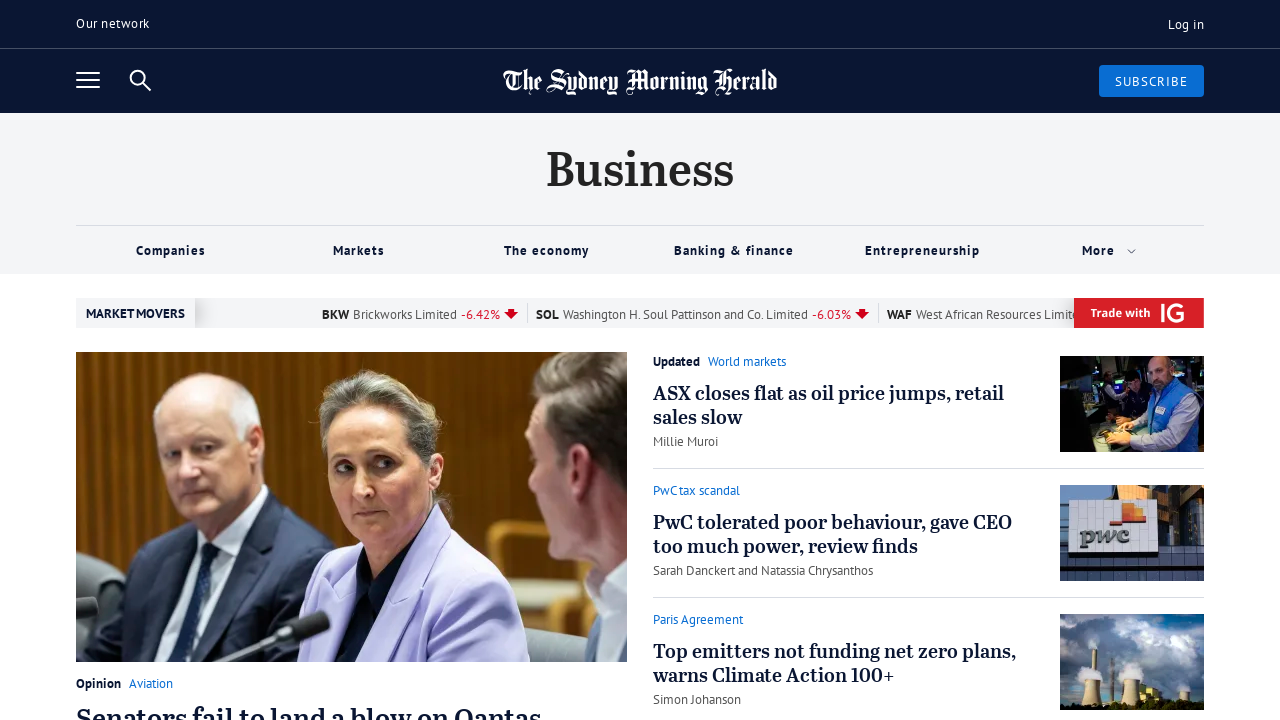 Our network
Log in
The Sydney Morning Herald
SUBSCRIBE
Business
Companies
Markets
The economy
Banking & finance
Entrepreneurship
More
MARKET MOVERS
BKW Brickworks Limited -6.42%
SOL Washington H. Soul Pattinson and Co. Limited -6.03%
WAF West African Resources Limite
Trade with IG
Opinion Aviation
Senators fail to land a blow on Qantas
Updated World markets
ASX closes flat as oil price jumps, retail
sales slow
Millie Muroi
PwC tax scandal
PwC tolerated poor behaviour, gave CEO
too much power, review finds
Sarah Danckert and Natassia Chrysanthos
pwc
Paris Agreement
Top emitters not funding net zero plans,
warns Climate Action 100+
Simon Johanson